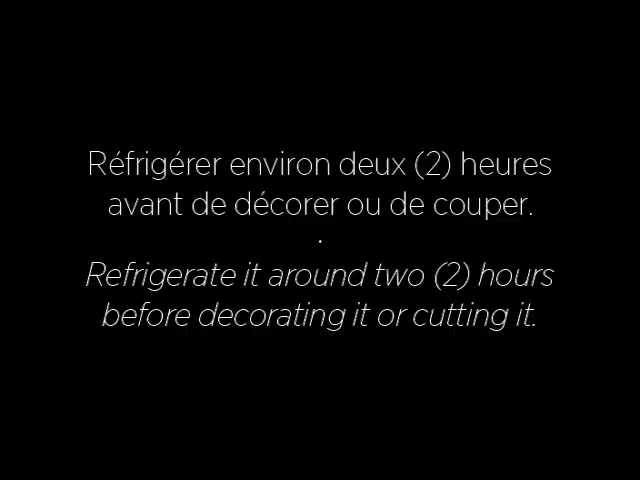 Réfrigérer environ deux (2) heures
avant de décorer ou de couper.
·
Refrigerate it around two (2) hours
before decorating it or cutting it.